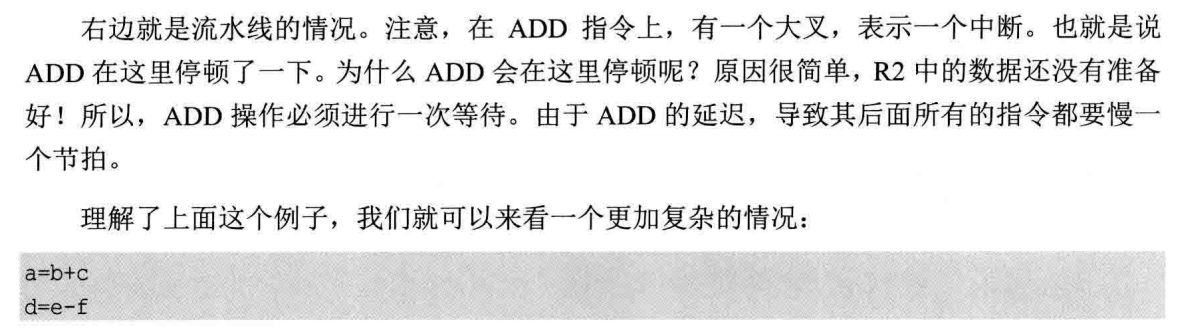 右边就是流水线的情况。注意，在 ADD 指令上，有一个大叉，表示一个中断。也就是说
ADD 在这里停顿了一下。为什么 ADD 会在这里停顿呢？原因很简单，R2 中的数据还没有准备
好！所以，ADD 操作必须进行一次等待。由于 ADD 的延迟，导致其后面所有的指令都要慢一
个节拍。
理解了上面这个例子，我们就可以来看一个更加复杂的情况：
a=b+c
d=e-f